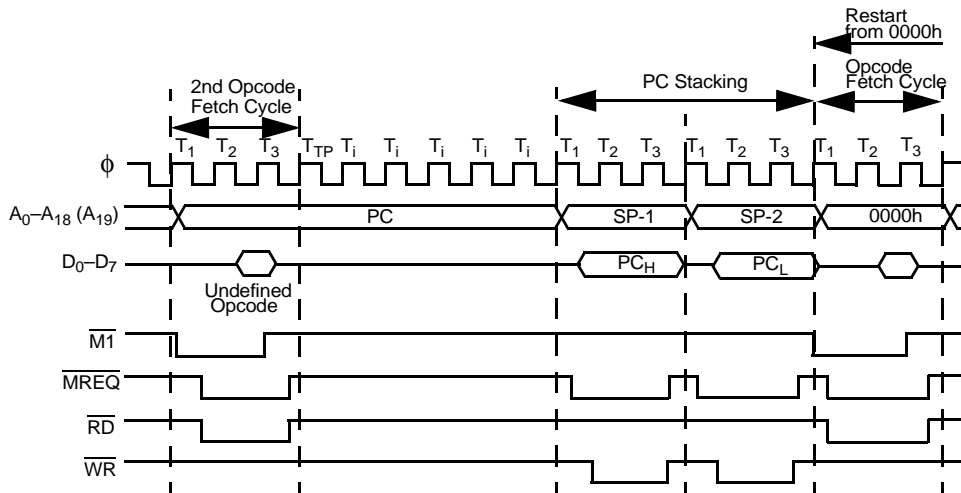 Restart
from 0000h
2nd Opcode
Fetch Cycle
PC Stacking
Opcode
Fetch Cycle
T1 T2 T3 TTP Ti Ti Ti Ti Ti T1 T2 T3 T1 T2 T3 T1 T2 T3
ϕ
A0–A18 (A19) PC SP-1 SP-2 0000h
D0–D7 PCH PCL
Undefined
Opcode
M1
MREQ
RD
WR